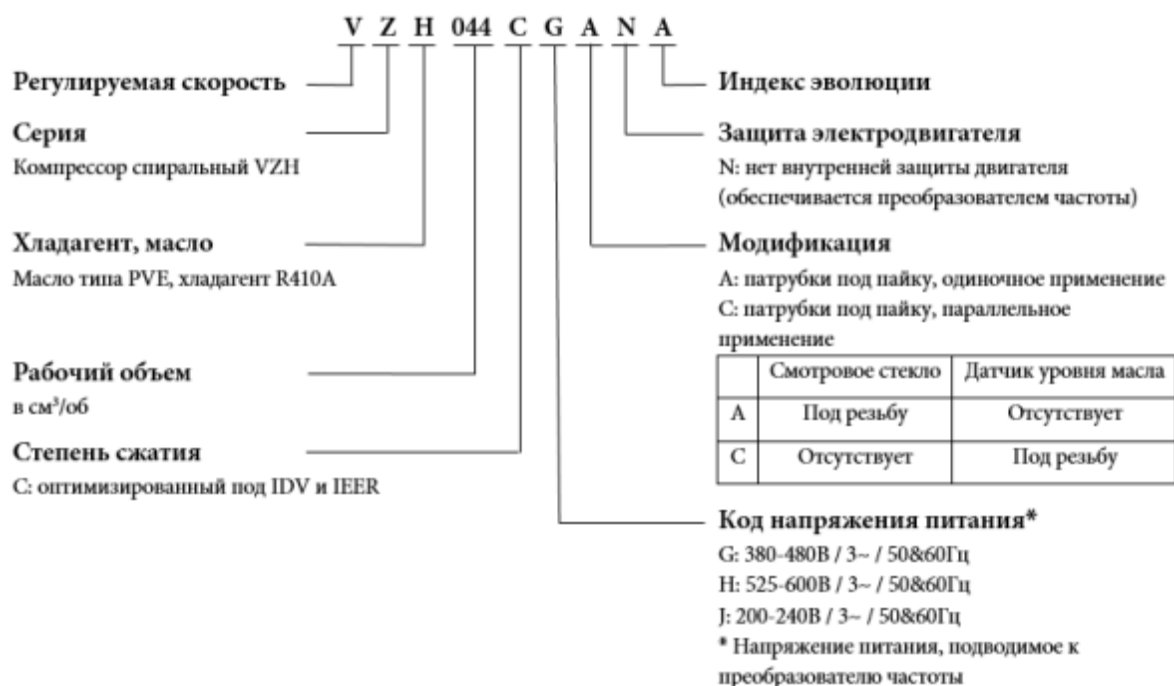 V Z H 044 C G A N A
Регулируемая скорость
Серия
Компрессор спиральный VZH
Хладагент, масло
Масло типа PVE, хладагент R410A
Рабочий объем
в см³/об
Степень сжатия
C: оптимизированный под IDV и IEER
Индекс эволюции
Защита электродвигателя
N: нет внутренней защиты двигателя
(обеспечивается преобразователем частоты)
Модификация
A: патрубки под пайку, одиночное применение
C: патрубки под пайку, параллельное
применение
Смотровое стекло Датчик уровня масла
A Под резьбу Отсутствует
C Отсутствует Под резьбу
Код напряжения питания*
G: 380-480В / 3~ / 50&60Гц
H: 525-600В / 3~ / 50&60Гц
J: 200-240В / 3~ / 50&60Гц
* Напряжение питания, подводимое к
преобразователю частоты